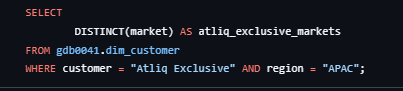 SELECT
DISTINCT(market) AS atliq_exclusive_markets
FROM gdb0041.dim_customer
WHERE customer = "Atliq Exclusive" AND region = "APAC";